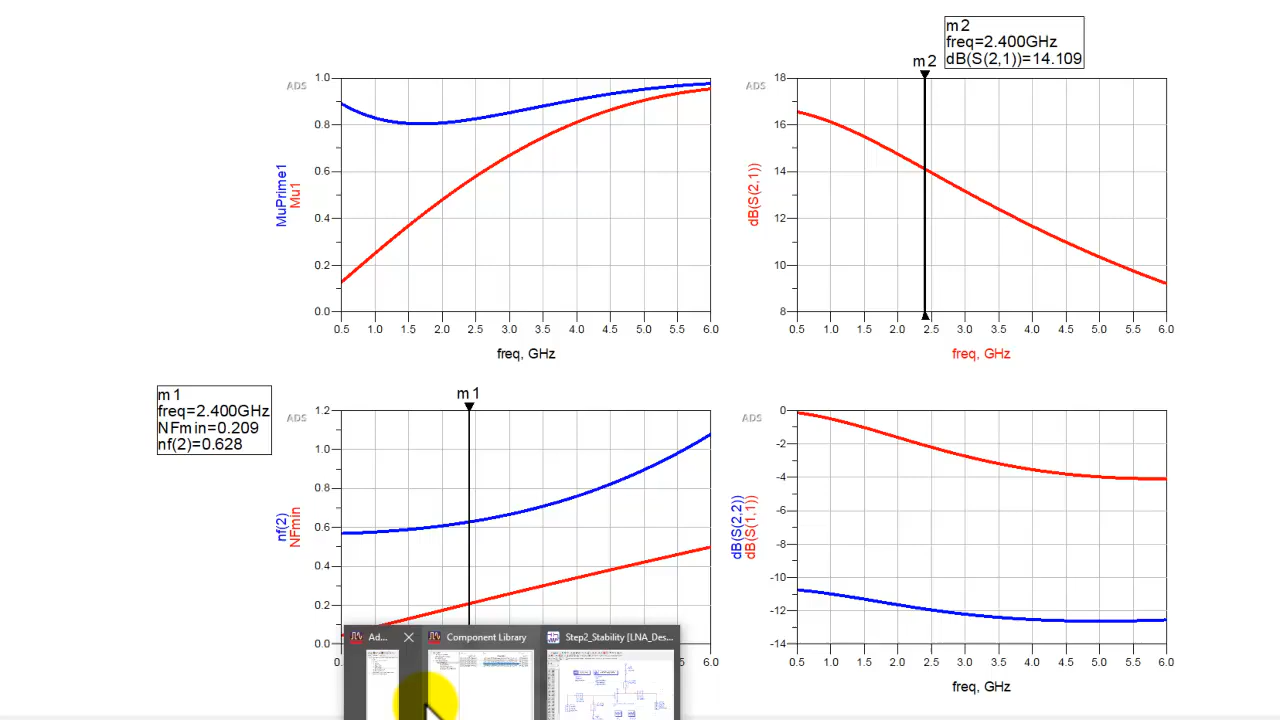 m2
freq=2.400GHz
dB(S(2,1))=14.109
m2
ADS
1.0
0.8
0.6
0.4
0.2
0.0
MuPrime1
Mu1
0.5 1.0 1.5 2.0 2.5 3.0 3.5 4.0 4.5 5.0 5.5 6.0
freq, GHz
ADS
18
16
14
12
10
8
dB(S(2,1))
0.5 1.0 1.5 2.0 2.5 3.0 3.5 4.0 4.5 5.0 5.5 6.0
freq, GHz
m1
freq=2.400GHz
NFmin=0.209
nf(2)=0.628
m1
ADS
1.2
1.0
0.8
0.6
0.4
0.2
0.0
nf(2)
NFmin
6.0
ADS
0
-2
-4
-6
-8
-10
-12
-14
dB(S(2,2))
dB(S(1,1))
0.5 1.0 1.5 2.0 2.5 3.0 3.5 4.0 4.5 5.0 5.5 6.0
freq, GHz
Ad...
Component Library
Step2_Stability [LNA_Des...